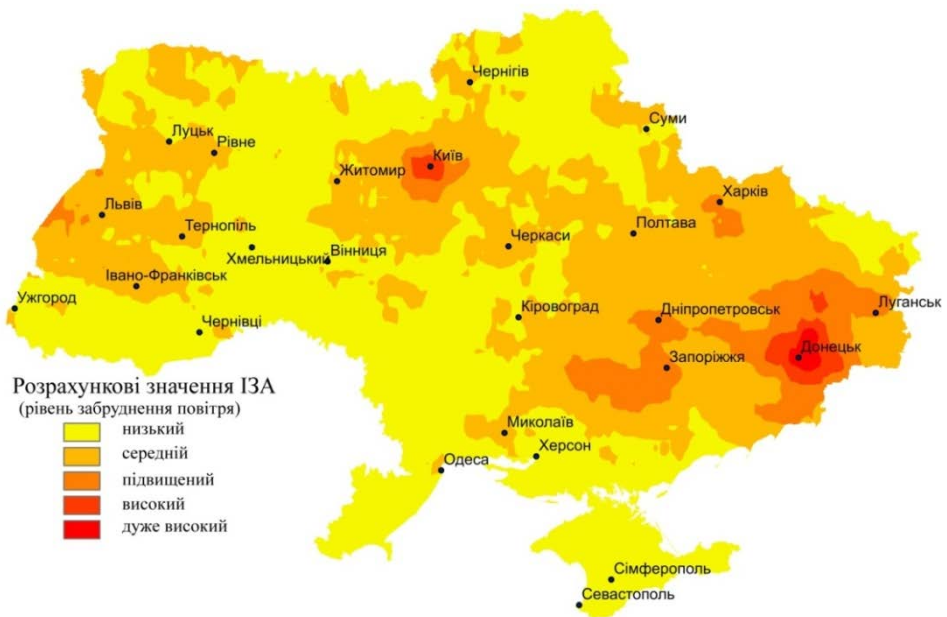 Чернігів
Суми
Луцьк
Рівне
Київ
Житомир
Харків
Львів
Тернопіль
Полтава
Черкаси
Хмельницький
Вінниця
Івано-Франківськ
Ужгород
Кіровоград
Дніпропетровськ
Луганськ
Чернівці
Запоріжжя
Донецьк
Розрахункові значення ІЗА
(рівень забруднення повітря)
низький
середній
підвищений
високий
дуже високий
Миколаїв
Херсон
Одеса
Сімферополь
Севастополь